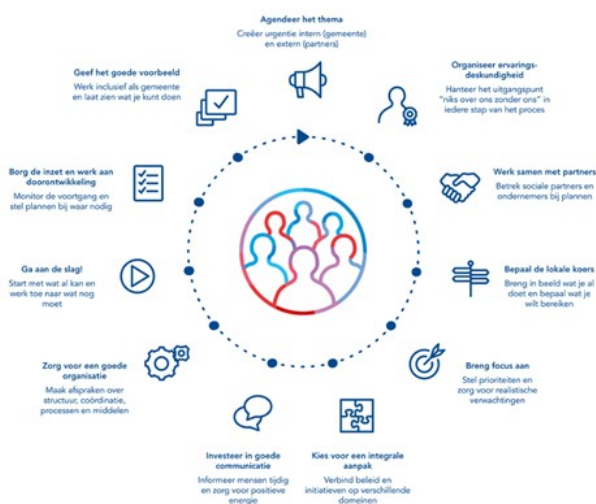 Agendeer het thema
Creëer urgentie intern (gemeente)
en extern (partners)
Organiseer ervarings-
deskundigheid
Hanteer het uitgangspunt
"niks over ons zonder ons" in
iedere stap van het proces
Werk samen met partners
Betrek sociale partners en
ondernemers bij plannen
Bepaal de lokale koers
Breng in beeld wat je al
doet en bepaal wat je
wilt bereiken
Breng focus aan
Stel prioriteiten en
zorg voor realistische
verwachtingen
Kies voor een integrale
aanpak
Verbind beleid en
initiatieven op verschillende
domeinen
Investeer in goede
communicatie
Informeer mensen tijdig
en zorg voor positieve
energie
Zorg voor een goede
organisatie
Maak afspraken over
structuur, coördinatie,
processen en middelen
Ga aan de slag!
Start met wat al kan en
werk toe naar wat nog
moet
Borg de inzet en werk aan
doorontwikkeling
Monitor de voortgang en
stel plannen bij waar nodig
Geef het goede voorbeeld
Werk inclusief als gemeente
en laat zien wat je kunt doen